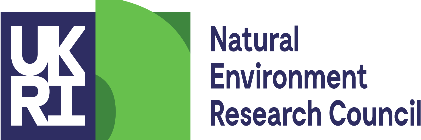 UK
RI
Natural
Environment
Research Council